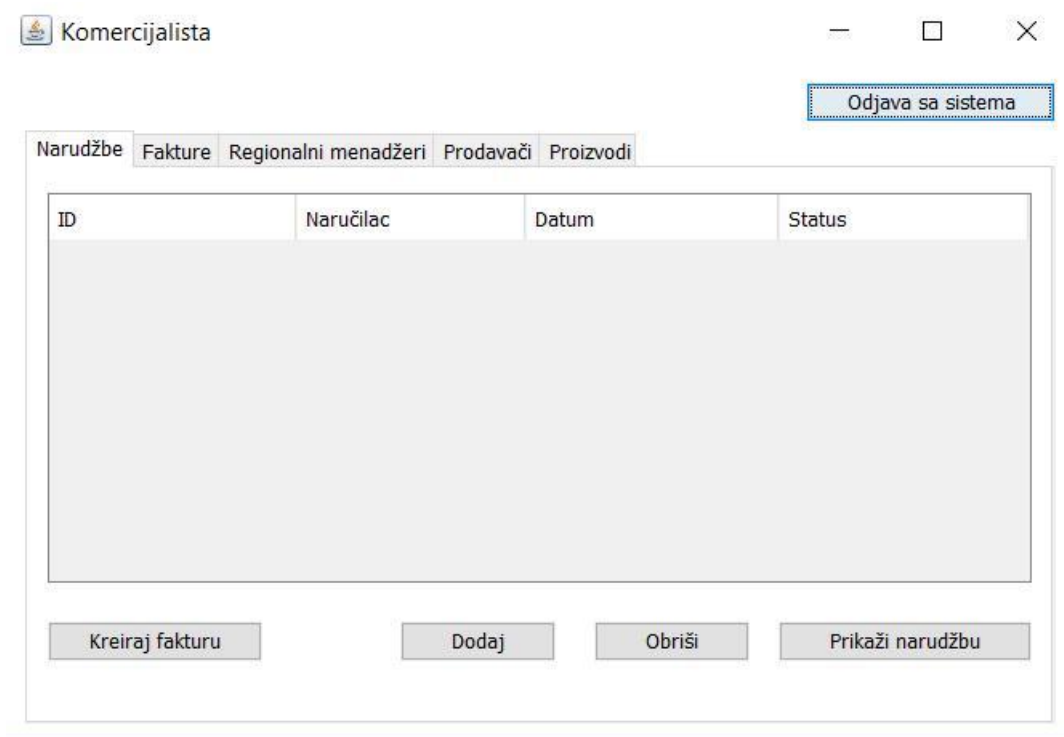 Komercijalista
Odjava sa sistema
Narudžbe Fakture Regionalni menadžeri Prodavači Proizvodi
ID Naručilac Datum Status
Kreiraj fakturu Dodaj Obriši Prikaži narudžbu